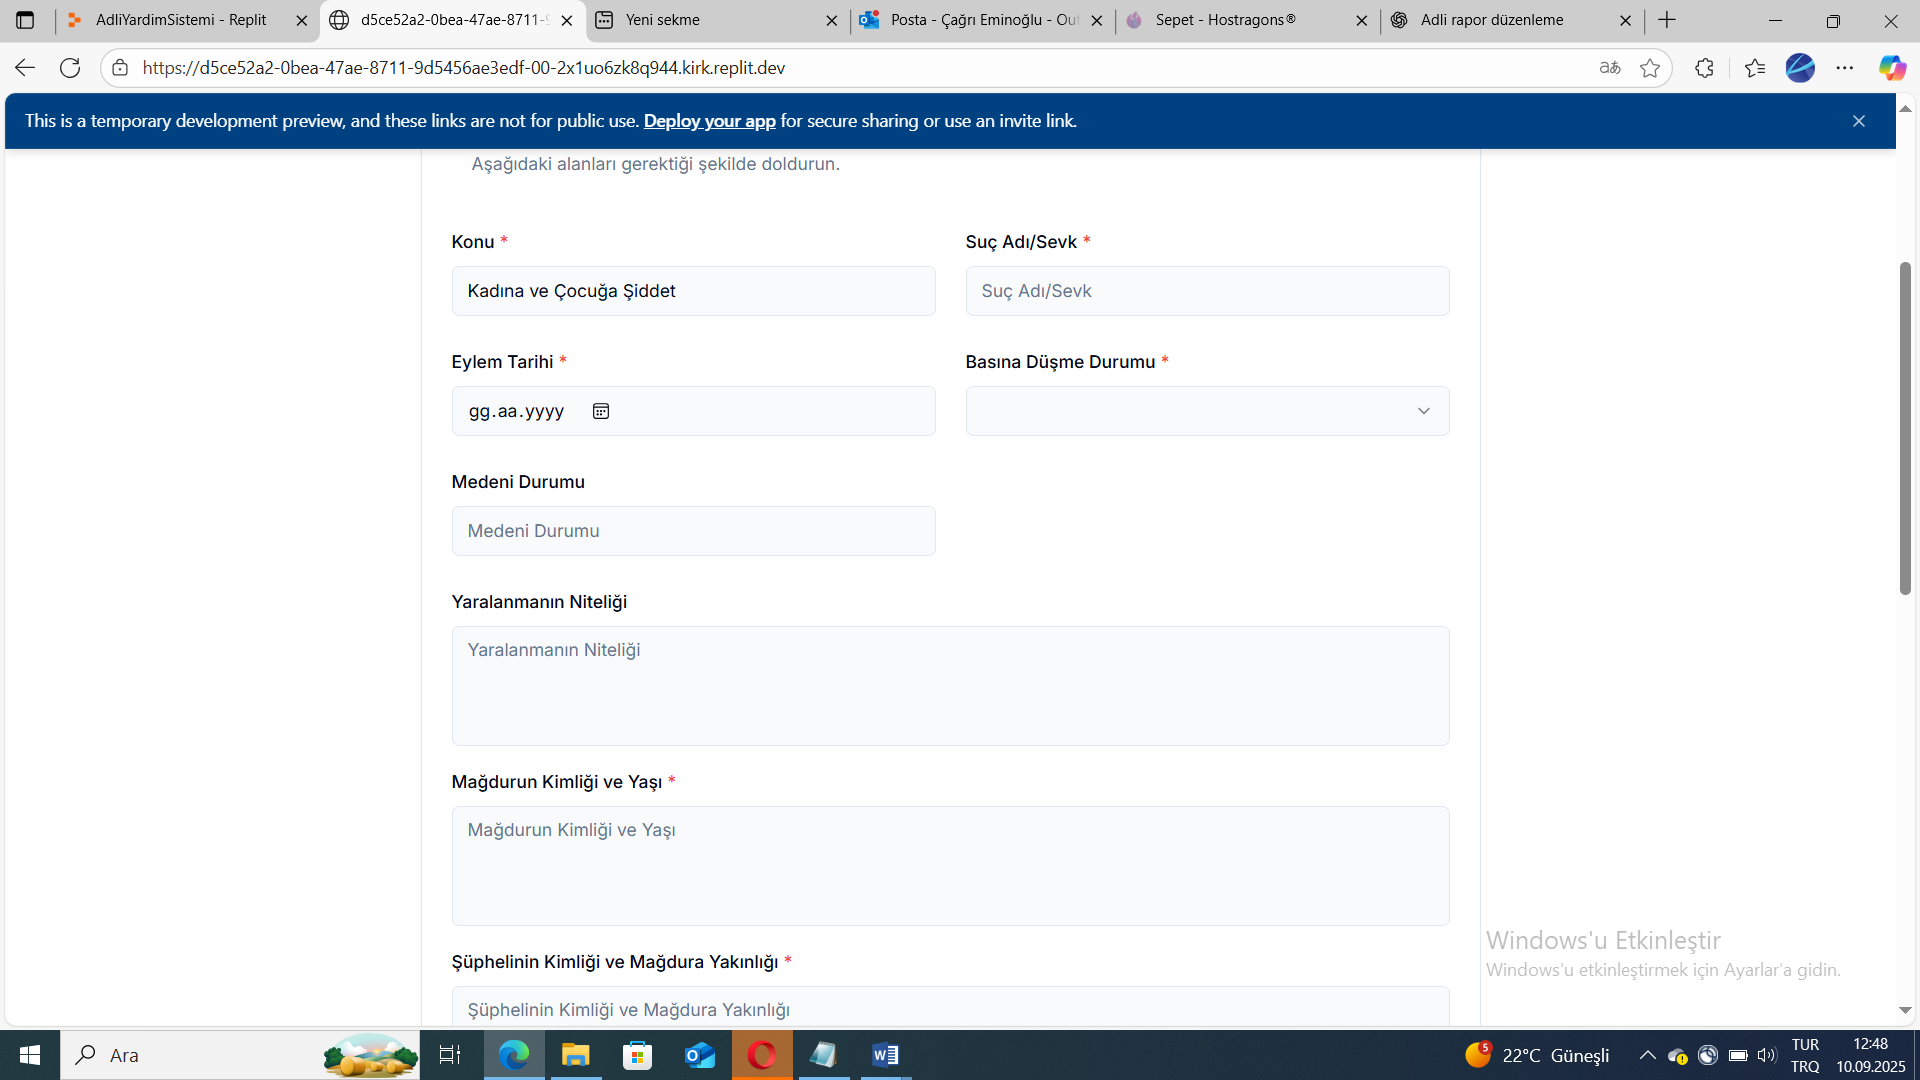 AdliYardimSistemi - Replit
d5ce52a2-0bea-47ae-8711-9
Yeni sekme
Posta - Çağrı Eminoğlu - Out
Sepet - Hostragons®
Adli rapor düzenleme
https://d5ce52a2-0bea-47ae-8711-9d5456ae3edf-00-2x1uo6zk8q944.kirk.replit.dev
This is a temporary development preview, and these links are not for public use. Deploy your app for secure sharing or use an invite link.
Aşağıdaki alanları gerektiği şekilde doldurun.
Konu *
Suç Adı/Sevk *
Kadına ve Çocuğa Şiddet
Suç Adı/Sevk
Eylem Tarihi *
Basına Düşme Durumu *
gg.aa.yyyy
Medeni Durumu
Medeni Durumu
Yaralanmanın Niteliği
Yaralanmanın Niteliği
Mağdurun Kimliği ve Yaşı *
Mağdurun Kimliği ve Yaşı
Şüphelinin Kimliği ve Mağdura Yakınlığı *
Şüphelinin Kimliği ve Mağdura Yakınlığı
Windows'u Etkinleştir
Windows'u etkinleştirmek için Ayarlar'a gidin.
Ara
5
22°C Güneşli
TUR
TRQ
12:48
10.09.2025